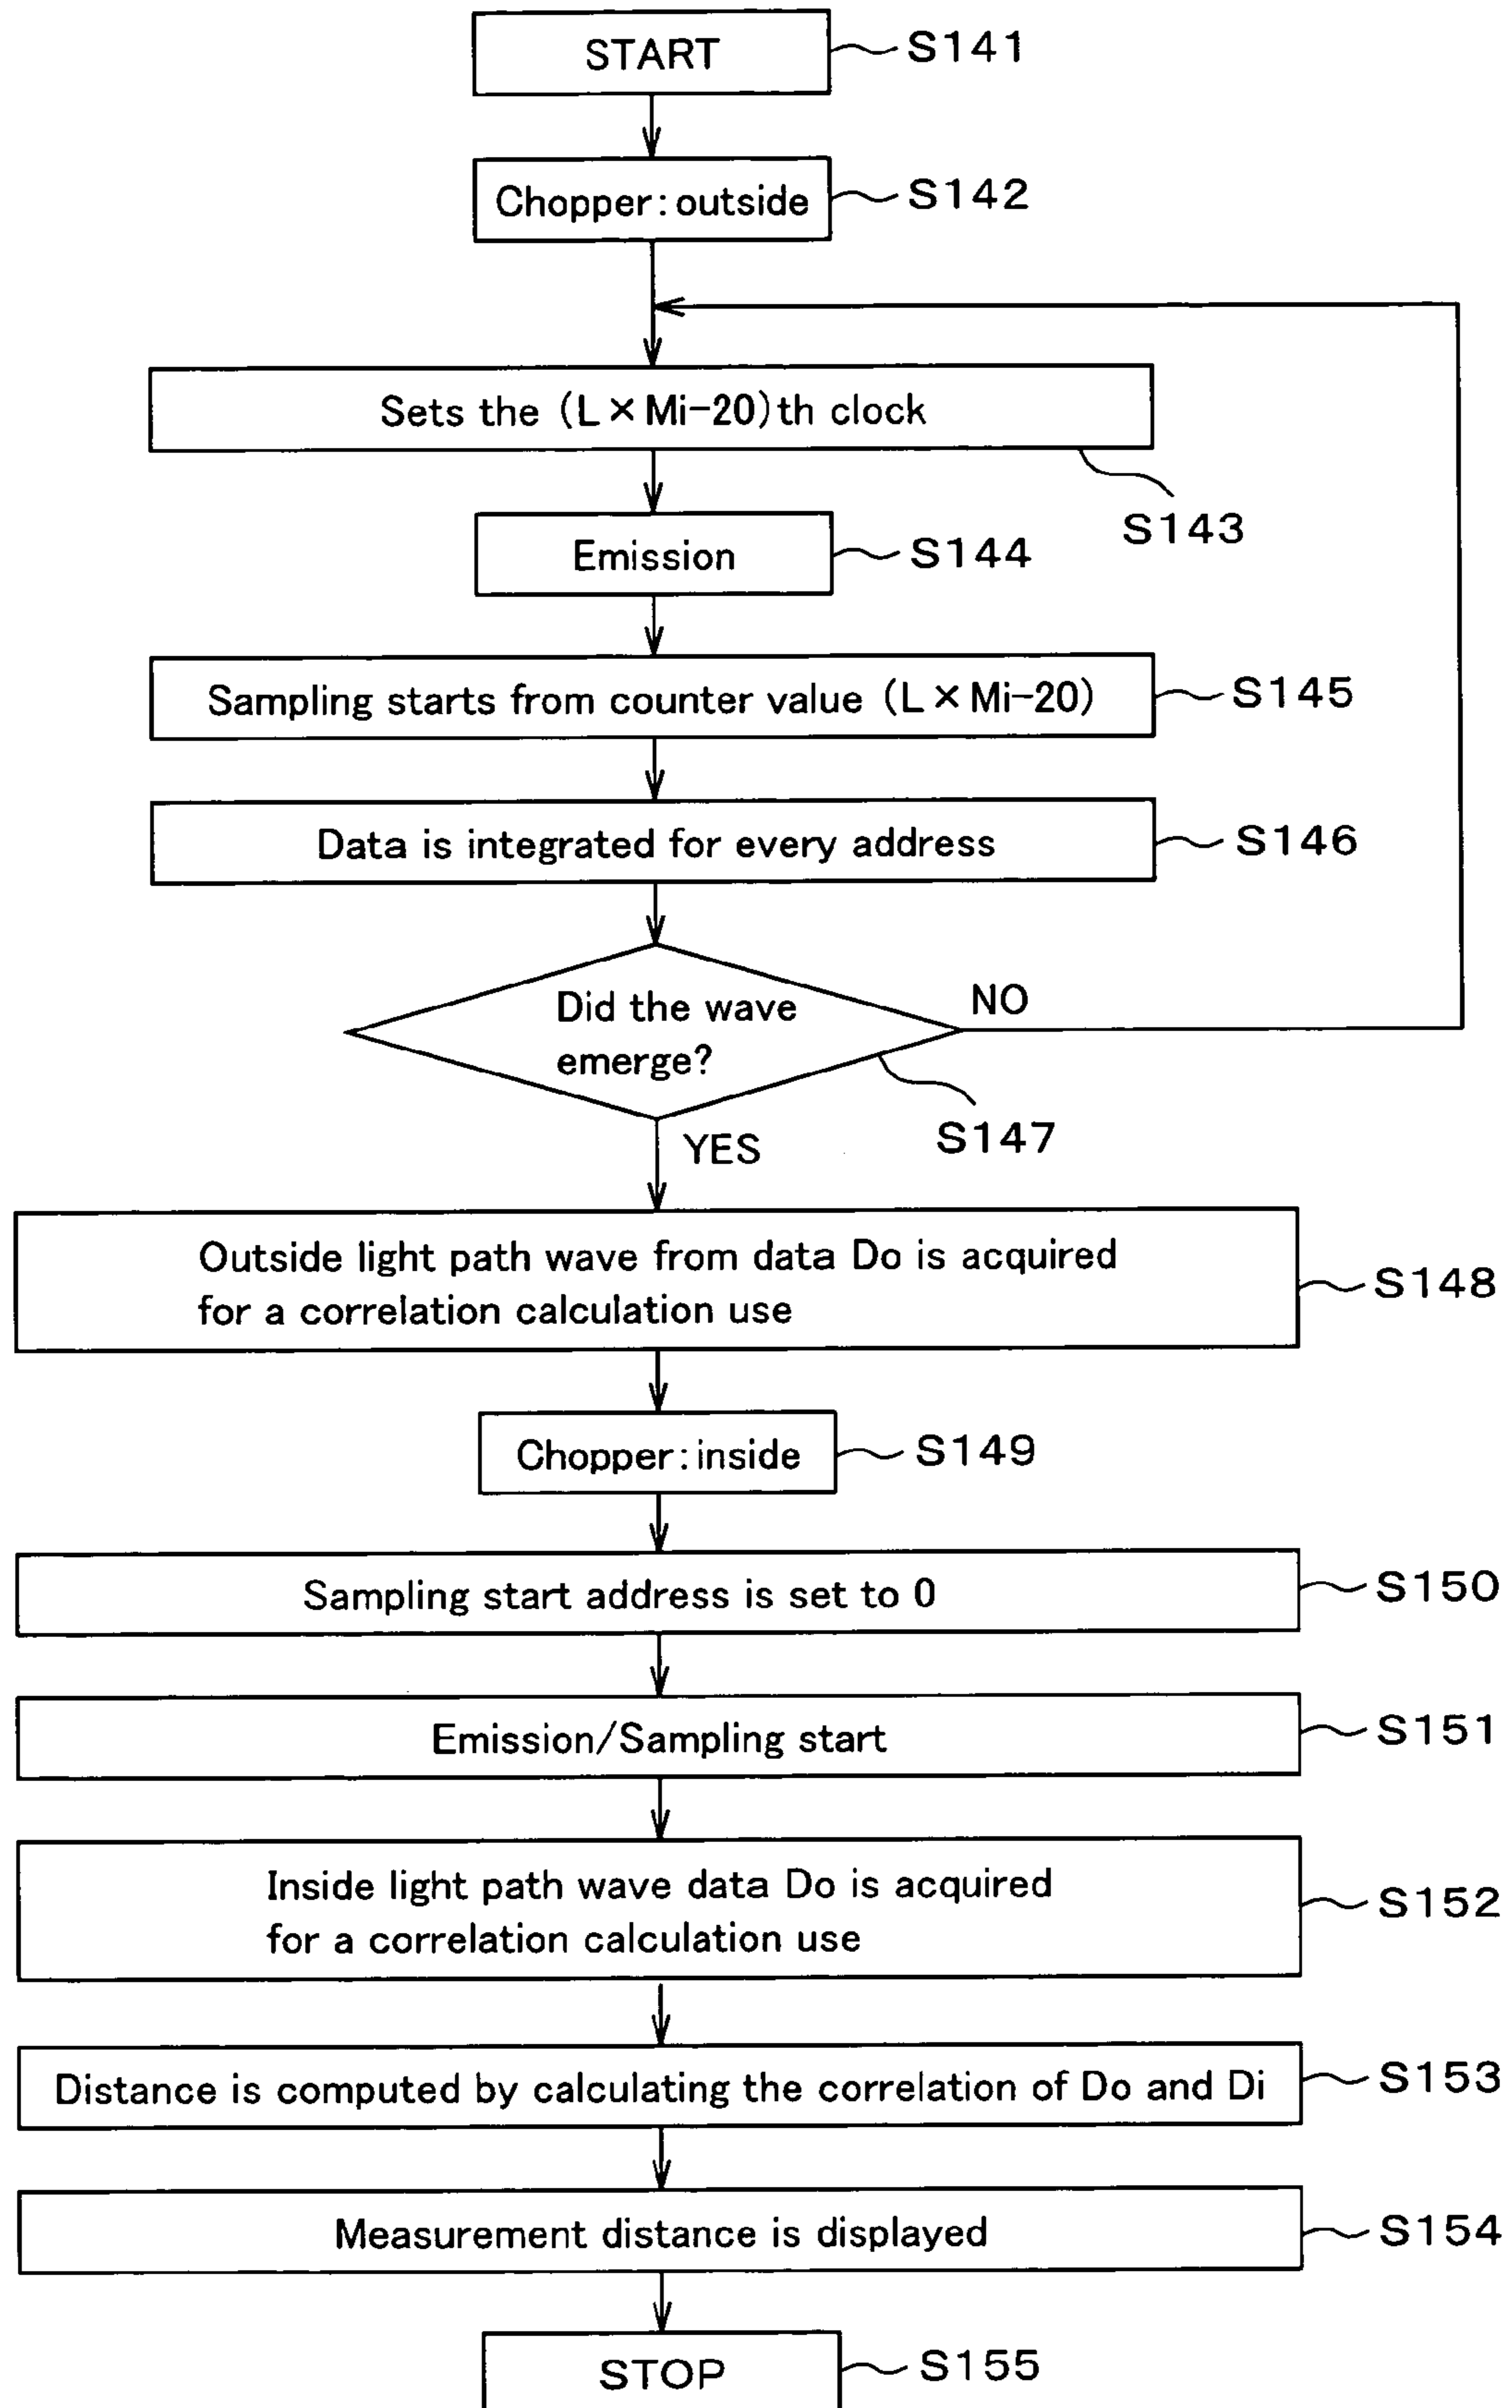 START
S141
Chopper:outside
S142
Sets the (L×Mi-20)th clock
S143
Emission
S144
Sampling starts from counter value (L×Mi-20)
S145
Data is integrated for every address
S146
Did the wave
emerge?
NO
S147
YES
Outside light path wave from data Do is acquired
for a correlation calculation use
S148
Chopper:inside
S149
Sampling start address is set to 0
S150
Emission/Sampling start
S151
Inside light path wave data Do is acquired
for a correlation calculation use
S152
Distance is computed by calculating the correlation of Do and Di
S153
Measurement distance is displayed
S154
STOP
S155